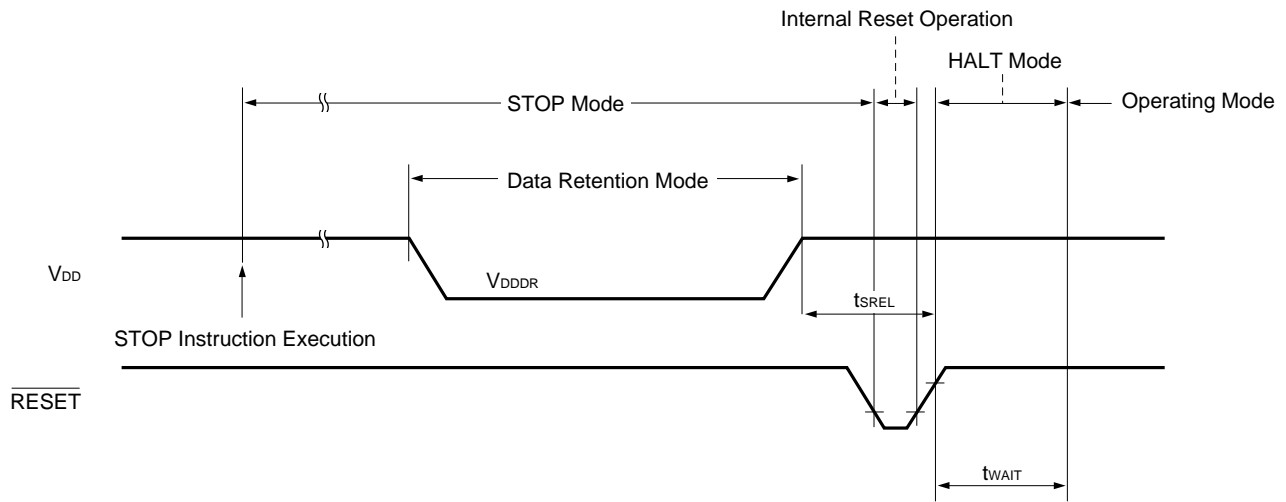 Internal Reset Operation
HALT Mode
STOP Mode
Operating Mode
Data Retention Mode
VDD
VDDDR
tSREL
STOP Instruction Execution
RESET
tWAIT